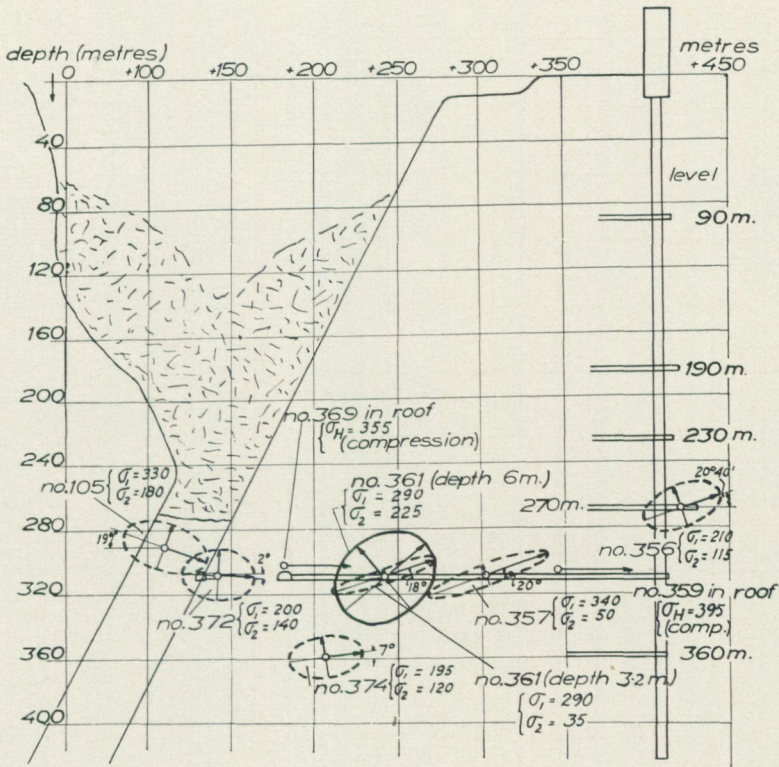 depth (metres)
metres
0 +100 +150 +200 +250 +300 +350 +450
40
80
120
160
200
240
280
320
360
400
level
90 m.
190 m.
230 m.
270 m.
360 m.
no. 369 in roof
σH = 355
(compression)
no. 105 σ1 = 330
σ2 = 180
19°
no. 361 (depth 6 m.)
σ1 = 290
σ2 = 225
20°40'
no. 356 σ1 = 210
σ2 = 115
2°
18°
20°
no. 372 σ1 = 200
σ2 = 140
no. 357 σ1 = 340
σ2 = 50
no. 359 in roof
σH = 395
(comp.)
7°
no. 374 σ1 = 195
σ2 = 120
no. 361 (depth 3·2 m.)
σ1 = 290
σ2 = 35